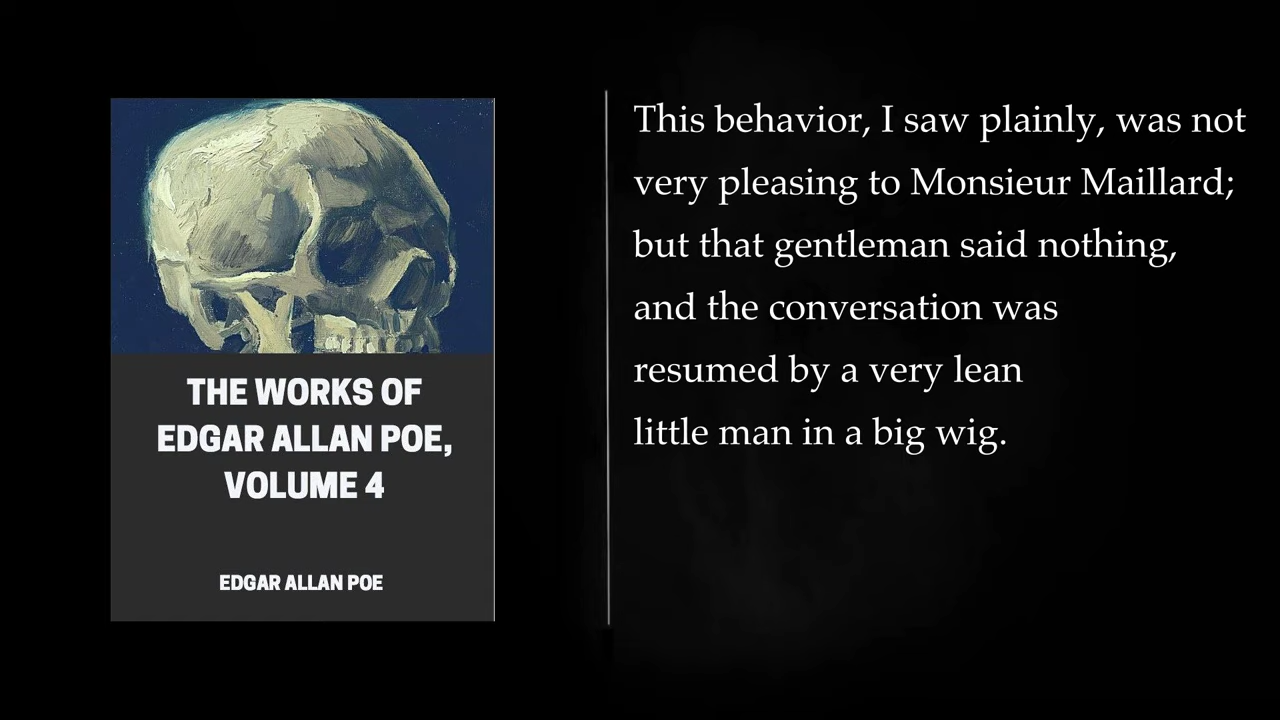 THE WORKS OF
EDGAR ALLAN POE,
VOLUME 4
EDGAR ALLAN POE
This behavior, I saw plainly, was not
very pleasing to Monsieur Maillard;
but that gentleman said nothing,
and the conversation was
resumed by a very lean
little man in a big wig.